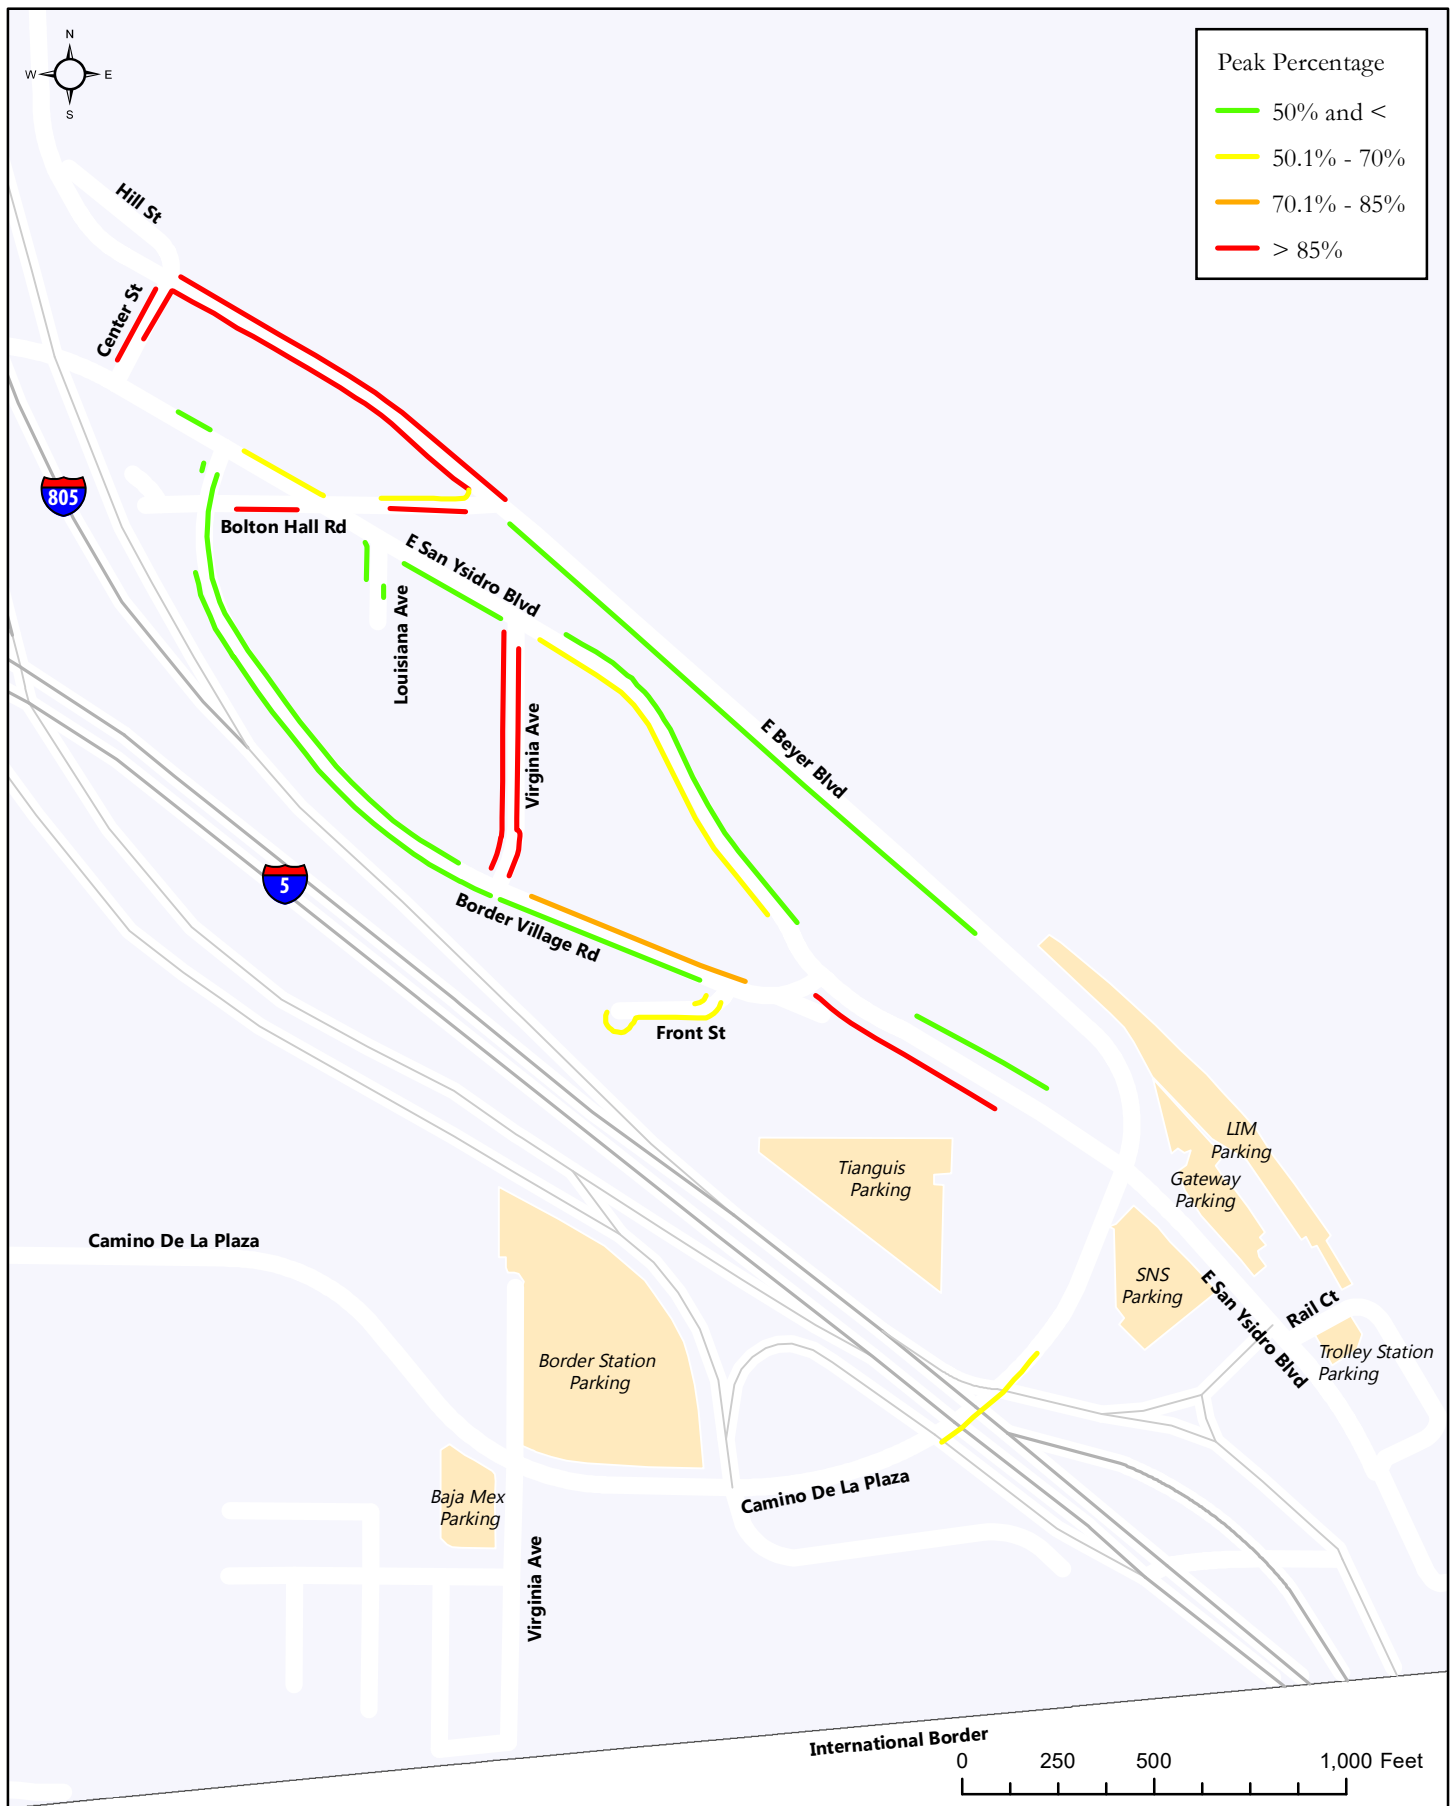 N
W E
S
Peak Percentage
50% and <
50.1% - 70%
70.1% - 85%
> 85%
Hill St
Center St
805
Bolton Hall Rd
E San Ysidro Blvd
Louisiana Ave
Virginia Ave
E Beyer Blvd
5
Border Village Rd
Front St
LIM
Parking
Tianguis
Parking
Gateway
Parking
Camino De La Plaza
SNS
Parking
E San Ysidro Blvd
Rail Ct
Trolley Station
Parking
Border Station
Parking
Baja Mex
Parking
Camino De La Plaza
Virginia Ave
International Border
0 250 500 1,000 Feet